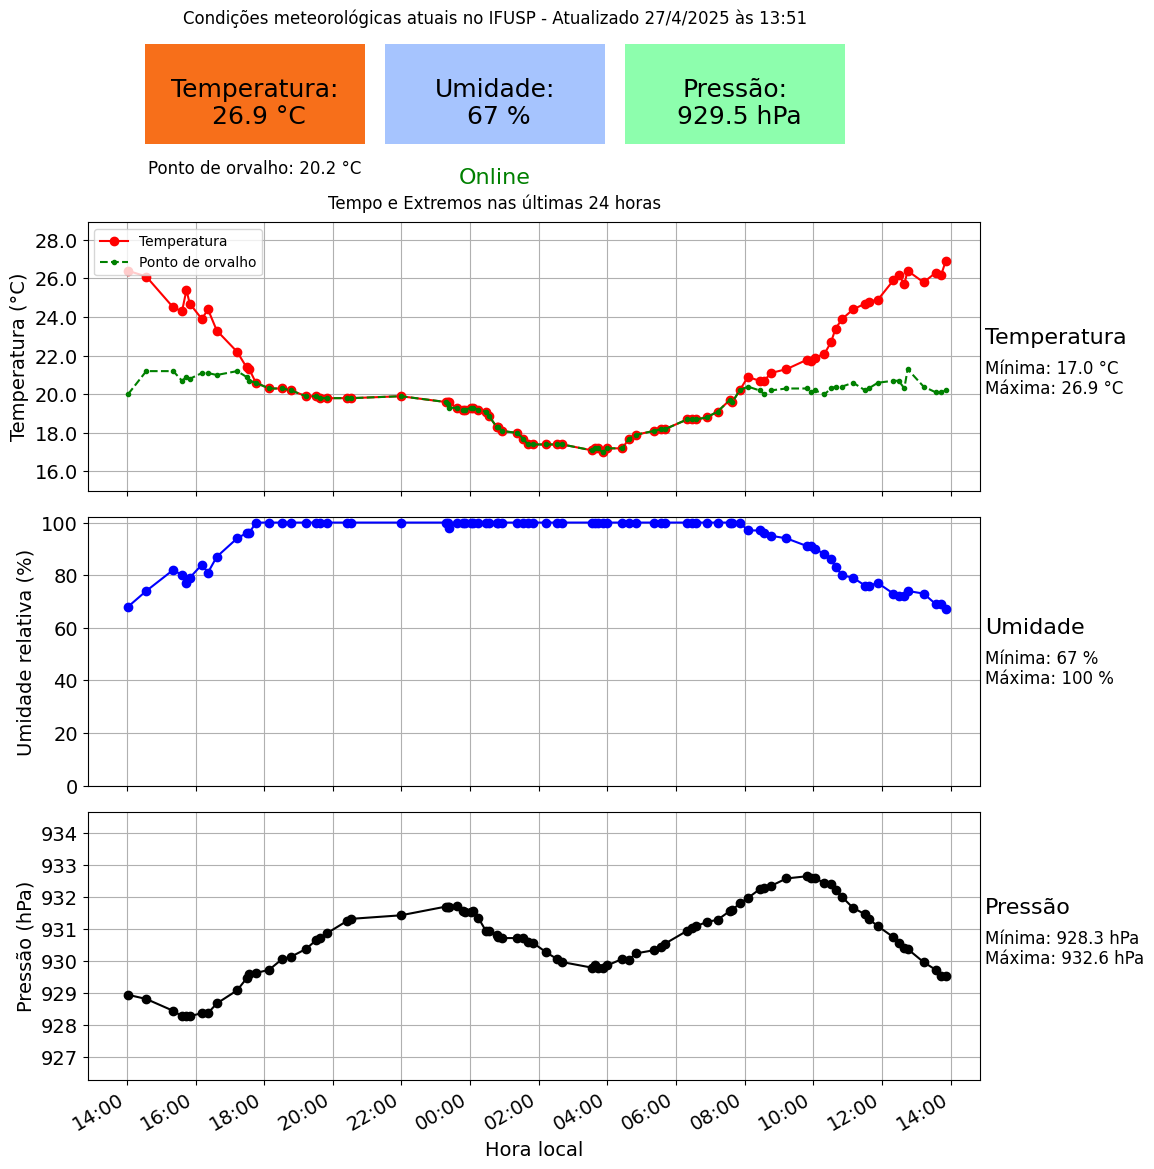 Condições meteorológicas atuais no IFUSP - Atualizado 27/4/2025 às 13:51
Temperatura:
26.9 °C
Umidade:
67 %
Pressão:
929.5 hPa
Ponto de orvalho: 20.2 °C
Online
Tempo e Extremos nas últimas 24 horas
Temperatura
Ponto de orvalho
Temperatura (°C)
28.0
26.0
24.0
22.0
20.0
18.0
16.0
Temperatura
Mínima: 17.0 °C
Máxima: 26.9 °C
Umidade relativa (%)
100
80
60
40
20
0
Umidade
Mínima: 67 %
Máxima: 100 %
Pressão (hPa)
934
933
932
931
930
929
928
927
Pressão
Mínima: 928.3 hPa
Máxima: 932.6 hPa
14:00
16:00
18:00
20:00
22:00
00:00
02:00
04:00
06:00
08:00
10:00
12:00
14:00
Hora local